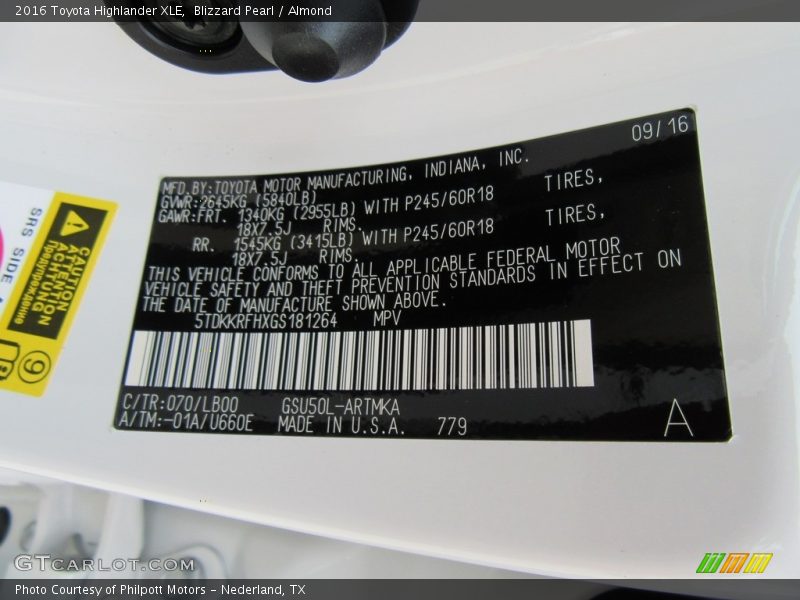 2016 Toyota Highlander XLE, Blizzard Pearl / Almond
09/16
MFD.BY:TOYOTA MOTOR MANUFACTURING, INDIANA, INC.
GVWR:2645KG (5840LB)
GAWR:FRT. 1340KG (2955LB) WITH P245/60R18 TIRES,
18X7.5J RIMS.
RR. 1545KG (3415LB) WITH P245/60R18 TIRES,
18X7.5J RIMS.
THIS VEHICLE CONFORMS TO ALL APPLICABLE FEDERAL MOTOR
VEHICLE SAFETY AND THEFT PREVENTION STANDARDS IN EFFECT ON
THE DATE OF MANUFACTURE SHOWN ABOVE.
5TDKKRFHXGS181264 MPV
C/TR:070/LB00 GSU50L-ARTMKA
A/TM:-01A/U660E MADE IN U.S.A. 779
A
SRS SIDE
CAUTION
ATTENTION
ACHTUNG
Предупреждение
9
GTCARLOT.COM
Photo Courtesy of Philpott Motors - Nederland, TX